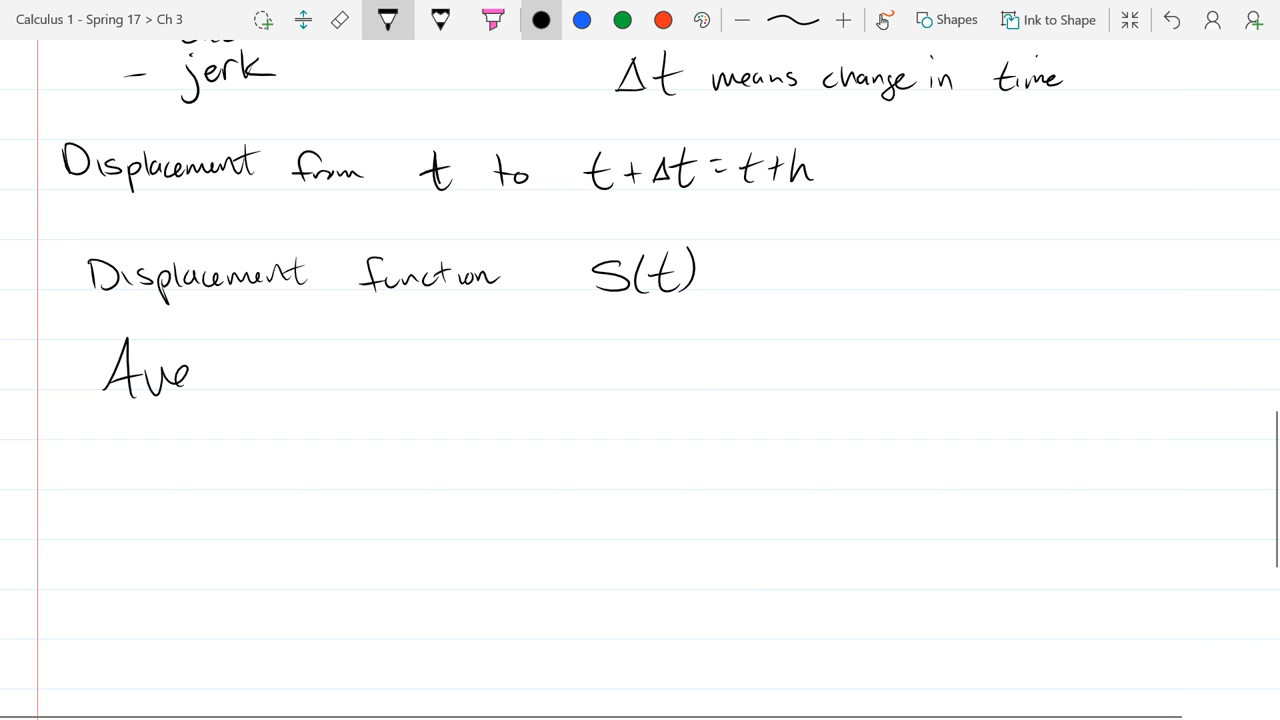 Calculus 1 - Spring 17 > Ch 3
Shapes
Ink to Shape
- jerk
Δt means change in time
Displacement from t to t + Δt = t + h
Displacement function S(t)
Ave